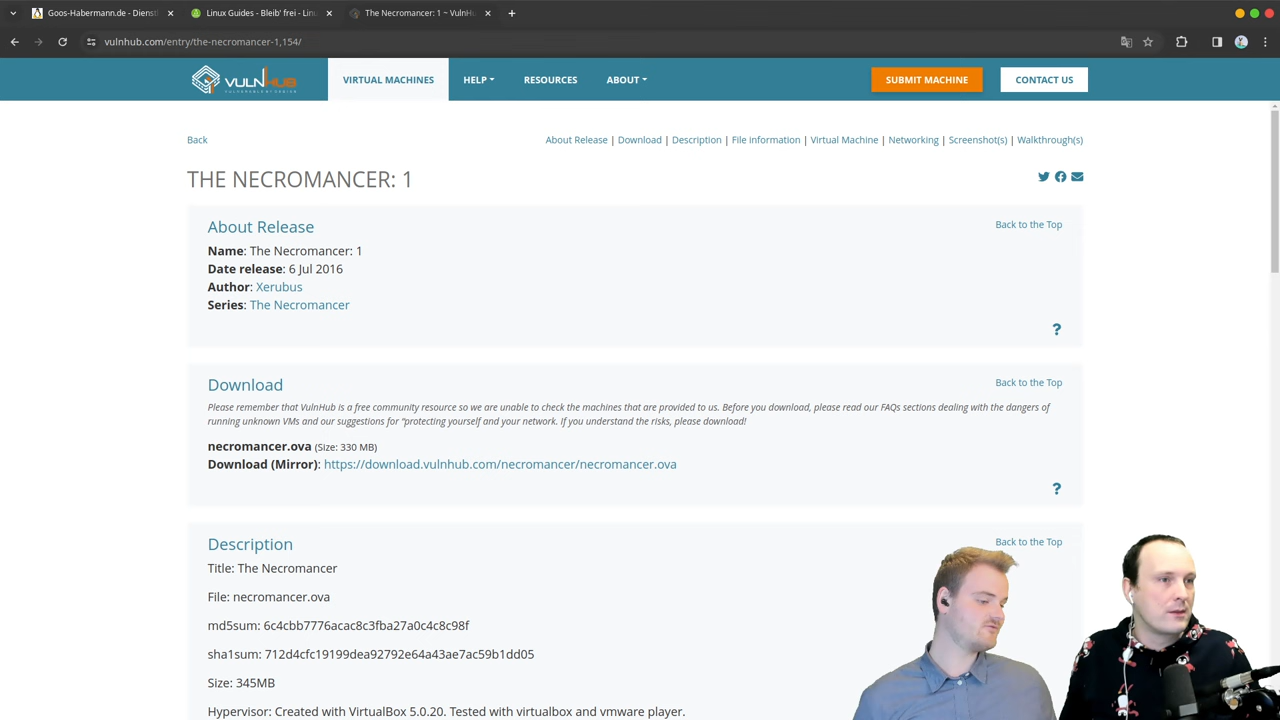 Goos-Habermann.de - Dienst
Guides - Bleib' frei - Lin
The Necromancer: 1 ~ VulnH
vulnhub.com/entry/the-necromancer-1,154/
VULNHUB
VULNERABLE BY DESIGN
VIRTUAL MACHINES
HELP
RESOURCES
ABOUT
SUBMIT MACHINE
CONTACT US
Back
About Release | Download | Description | File information | Virtual Machine | Networking | Screenshot(s) | Walkthrough(s)
THE NECROMANCER: 1
About Release
Back to the Top
Name: The Necromancer: 1
Date release: 6 Jul 2016
Author: Xerubus
Series: The Necromancer
?
Download
Back to the Top
Please remember that VulnHub is a free community resource so we are unable to check the machines that are provided to us. Before you download, please read our FAQs sections dealing with the dangers of
running unknown VMs and our suggestions for "protecting yourself and your network. If you understand the risks, please download!
necromancer.ova (Size: 330 MB)
Download (Mirror): https://download.vulnhub.com/necromancer/necromancer.ova
?
Description
Back to the Top
Title: The Necromancer
File: necromancer.ova
md5sum: 6c4cbb7776acac8c3fba27a0c4c8c98f
sha1sum: 712d4cfc19199dea92792e64a43ae7ac59b1dd05
Size: 345MB
Hypervisor: Created with VirtualBox 5.0.20. Tested with virtualbox and vmware player.